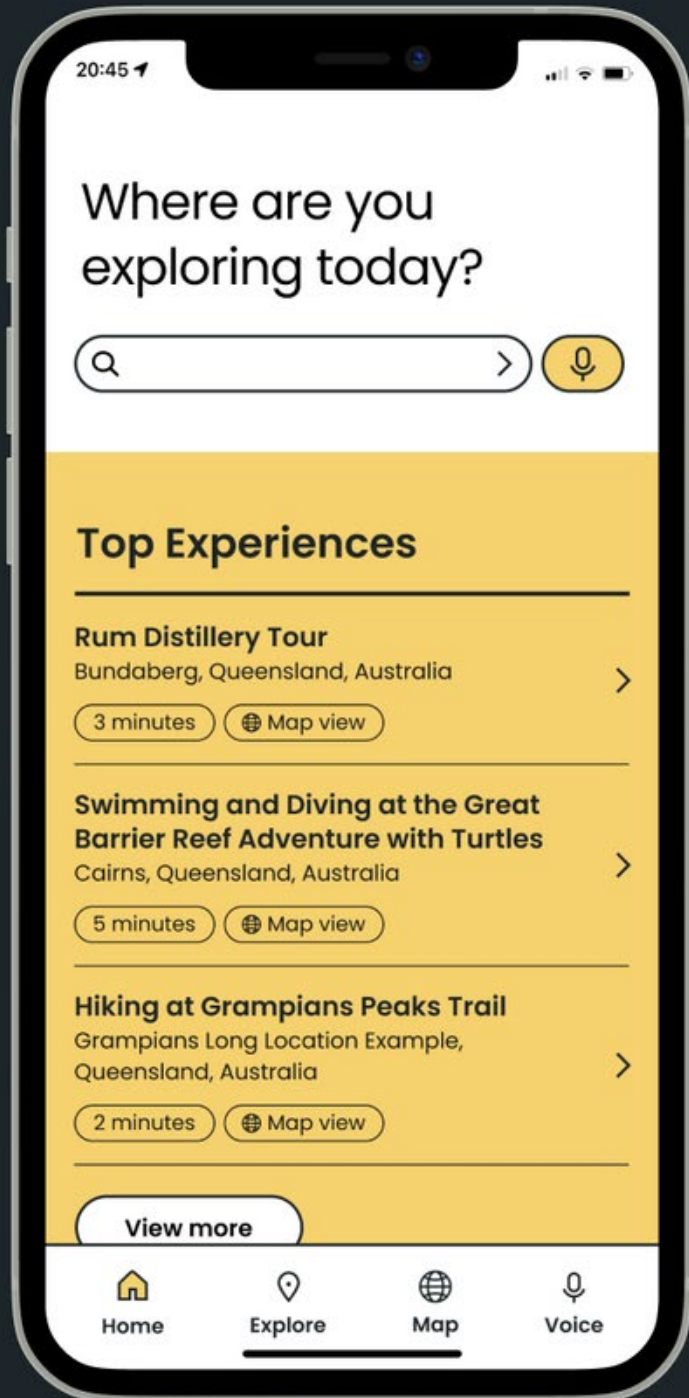 20:45
Where are you
exploring today?
Top Experiences
Rum Distillery Tour
Bundaberg, Queensland, Australia
3 minutes Map view
Swimming and Diving at the Great
Barrier Reef Adventure with Turtles
Cairns, Queensland, Australia
5 minutes Map view
Hiking at Grampians Peaks Trail
Grampians Long Location Example,
Queensland, Australia
2 minutes Map view
View more
Home Explore Map Voice